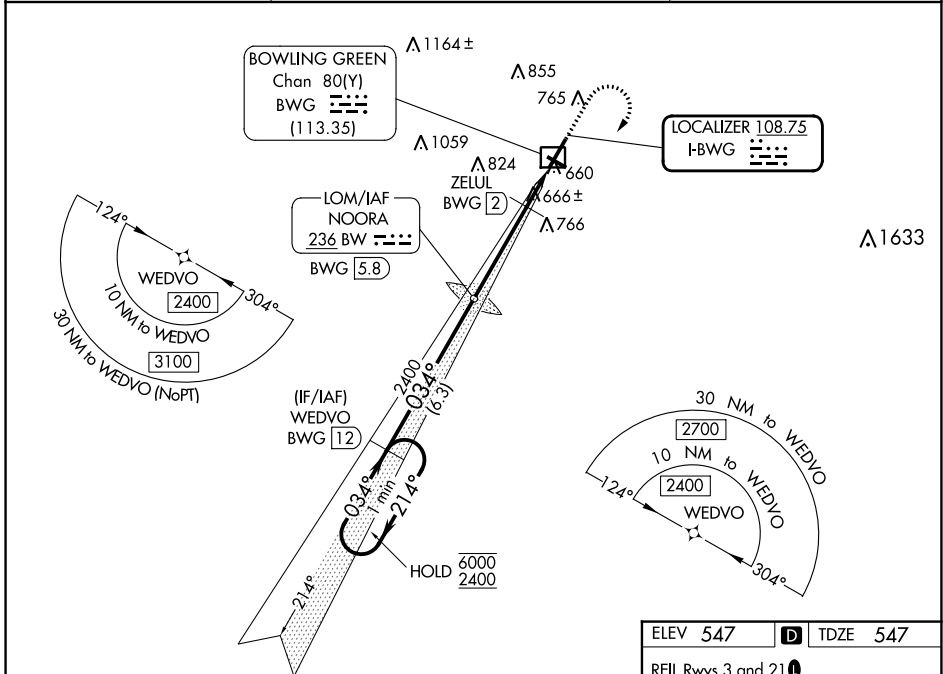 BOWLING GREEN
Chan 80(Y)
BWG
(113.35)
1164±
855
765
1059
824
660
666±
766
1633
LOCALIZER 108.75
I-BWG
ZELUL
BWG 2
LOM/IAF
NOORA
236 BW
BWG 5.8
124°
304°
WEDVO
2400
10 NM to WEDVO
3100
30 NM to WEDVO (NoPT)
2400
034°
(6.3)
(IF/IAF)
WEDVO
BWG 12
034°
1 min
214°
214°
HOLD 6000
2400
30 NM to WEDVO
2700
10 NM to WEDVO
2400
WEDVO
124°
304°
ELEV 547
D
TDZE 547
REIL Rwys 3 and 21 L